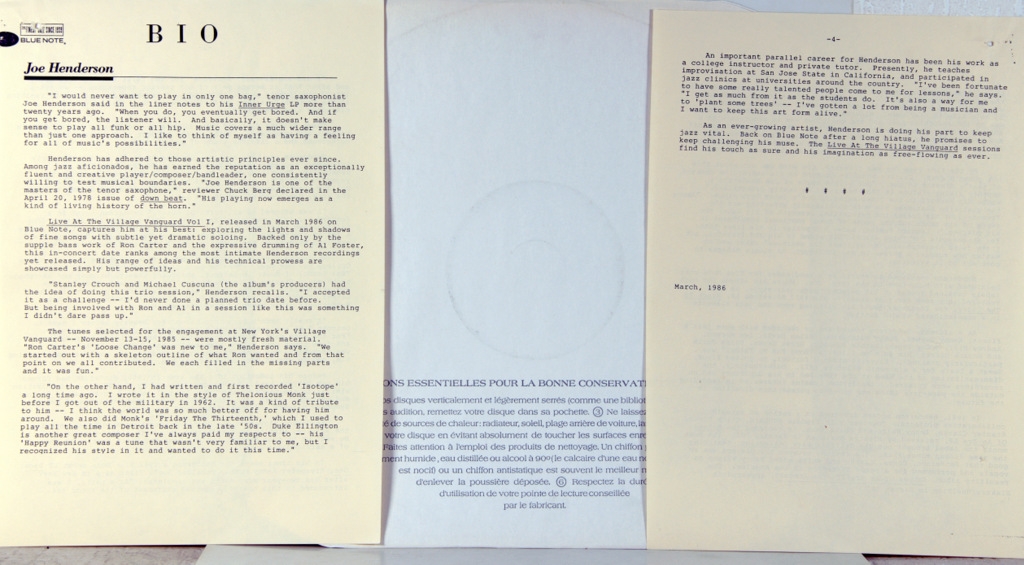 THE FINEST IN JAZZ SINCE 1939
BLUE NOTE
BIO
Joe Henderson
"I would never want to play in only one bag," tenor saxophonist
Joe Henderson said in the liner notes to his Inner Urge LP more than
twenty years ago. "When you do, you eventually get bored. And if
you get bored, the listener will. And basically, it doesn't make
sense to play all funk or all hip. Music covers a much wider range
than just one approach. I like to think of myself as having a feeling
for all of music's possibilities."
Henderson has adhered to those artistic principles ever since.
Among jazz aficionados, he has earned the reputation as an exceptionally
fluent and creative player/composer/bandleader, one consistently
willing to test musical boundaries. "Joe Henderson is one of the
masters of the tenor saxophone," reviewer Chuck Berg declared in the
April 20, 1978 issue of down beat. "His playing now emerges as a
kind of living history of the horn."
Live At The Village Vanguard Vol I, released in March 1986 on
Blue Note, captures him at his best: exploring the lights and shadows
of fine songs with subtle yet dramatic soloing. Backed only by the
supple bass work of Ron Carter and the expressive drumming of Al Foster,
this in-concert date ranks among the most intimate Henderson recordings
yet released. His range of ideas and his technical prowess are
showcased simply but powerfully.
"Stanley Crouch and Michael Cuscuna (the album's producers) had
the idea of doing this trio session," Henderson recalls. "I accepted
it as a challenge -- I'd never done a planned trio date before.
But being involved with Ron and Al in a session like this was something
I didn't dare pass up."
The tunes selected for the engagement at New York's Village
Vanguard -- November 13-15, 1985 -- were mostly fresh material.
"Ron Carter's 'Loose Change' was new to me," Henderson says. "We
started out with a skeleton outline of what Ron wanted and from that
point on we all contributed. We each filled in the missing parts
and it was fun."
"On the other hand, I had written and first recorded 'Isotope'
a long time ago. I wrote it in the style of Thelonious Monk just
before I got out of the military in 1962. It was a kind of tribute
to him -- I think the world was so much better off for having him
around. We also did Monk's 'Friday The Thirteenth,' which I used to
play all the time in Detroit back in the late '50s. Duke Ellington
is another great composer I've always paid my respects to -- his
'Happy Reunion' was a tune that wasn't very familiar to me, but I
recognized his style in it and wanted to do it this time."
ONS ESSENTIELLES POUR LA BONNE CONSERVAT
os disques verticalement et légèrement serrés (comme une bibliot
s audition, remettez votre disque dans sa pochette. ③ Ne laisse
é de sources de chaleur: radiateur, soleil, plage arrière de voiture, la
votre disque en évitant absolument de toucher les surfaces enre
Faites attention à l'emploi des produits de nettoyage. Un chiffon
ment humide, eau distillée ou alcool à 90º (le calcaire d'une eau n
est nocif) ou un chiffon antistatique est souvent le meilleur n
d'enlever la poussière déposée. ⑥ Respectez la duré
d'utilisation de votre pointe de lecture conseillée
par le fabricant.
-4-
An important parallel career for Henderson has been his work as
a college instructor and private tutor. Presently, he teaches
improvisation at San Jose State in California, and participated in
jazz clinics at universities around the country. "I've been fortunate
to have some really talented people come to me for lessons," he says.
"I get as much from it as the students do. It's also a way for me
to 'plant some trees' -- I've gotten a lot from being a musician and
I want to keep this art form alive."
As an ever-growing artist, Henderson is doing his part to keep
jazz vital. Back on Blue Note after a long hiatus, he promises to
keep challenging his muse. The Live At The Village Vanguard sessions
find his touch as sure and his imagination as free-flowing as ever.
# # # #
March, 1986